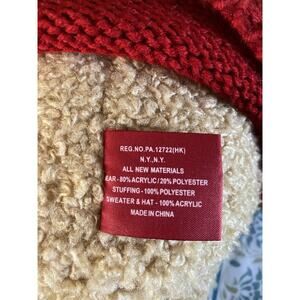 REG.NO.PA.12722(HK)
N.Y.,N.Y.
ALL NEW MATERIALS
EAR - 80% ACRYLIC / 20% POLYESTER
STUFFING - 100% POLYESTER
SWEATER & HAT - 100% ACRYLIC
MADE IN CHINA